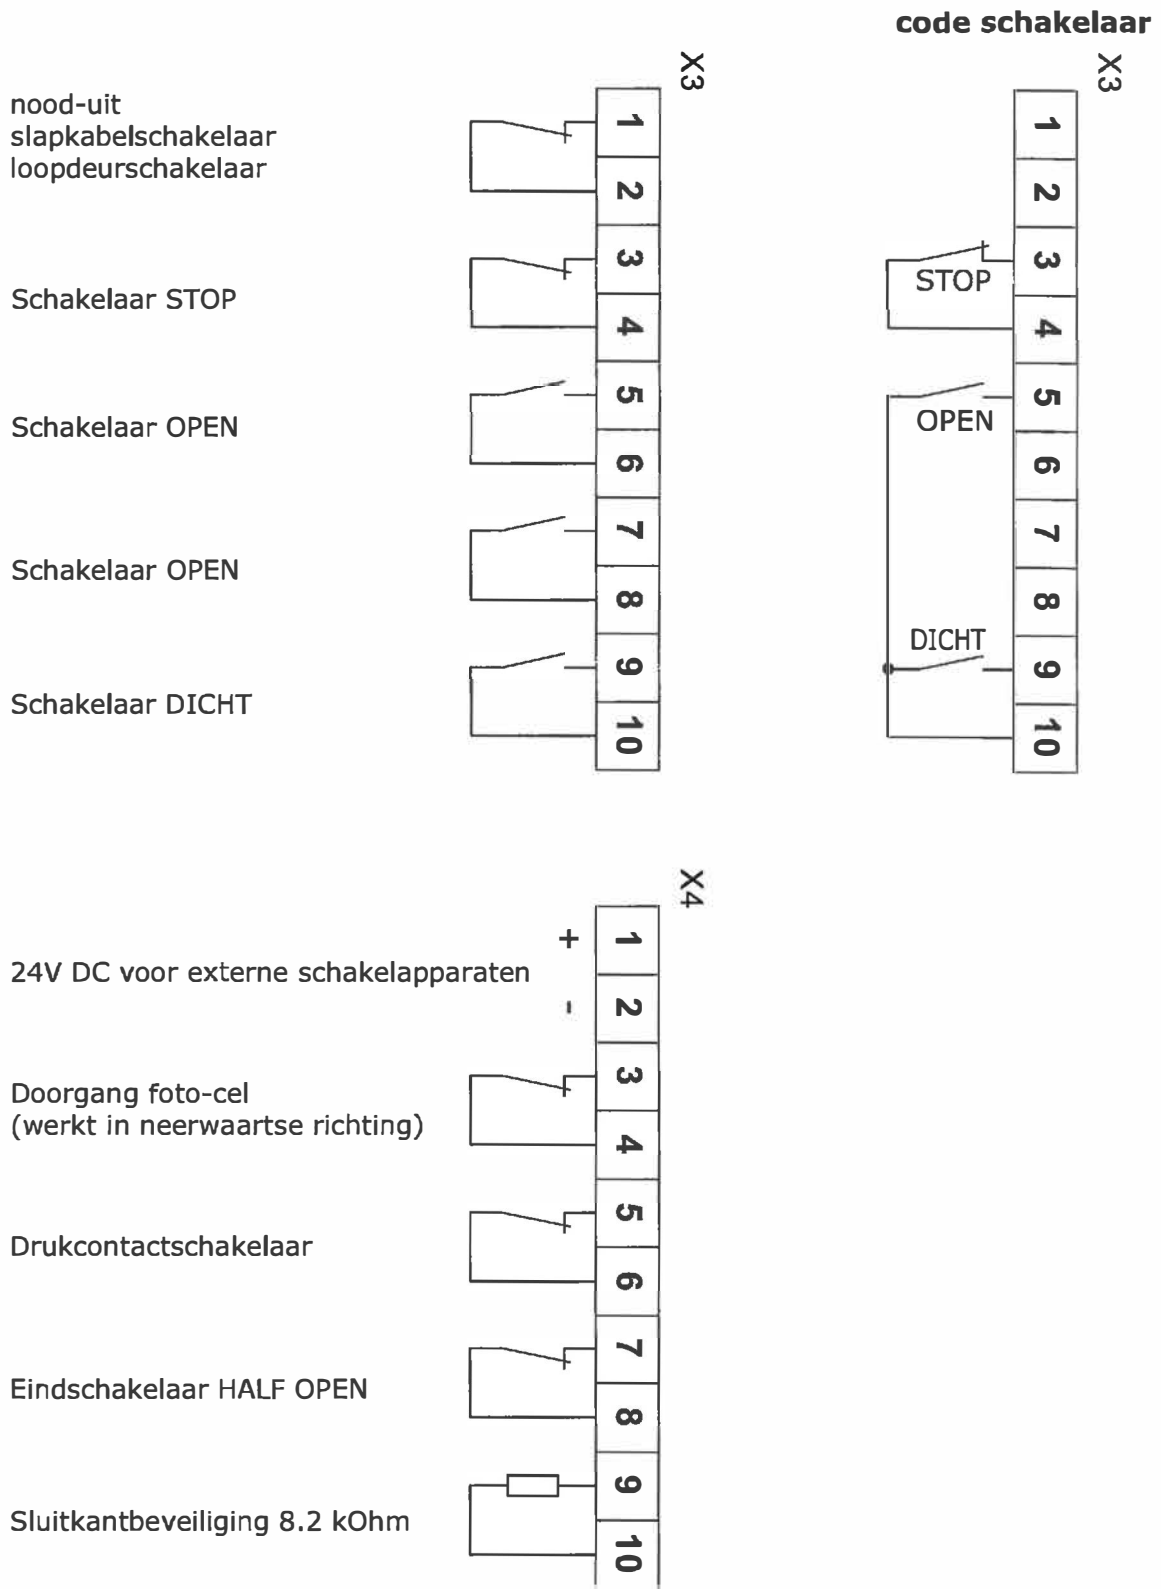 code schakelaar
X3
X3
nood-uit
slapkabelschakelaar
loopdeurschakelaar
1
2
3
4
5
6
7
8
9
10
Schakelaar STOP
Schakelaar OPEN
Schakelaar OPEN
Schakelaar DICHT
1
2
3
4
5
6
7
8
9
10
STOP
OPEN
DICHT
X4
+
24V DC voor externe schakelapparaten
-
Doorgang foto-cel
(werkt in neerwaartse richting)
Drukcontactschakelaar
Eindschakelaar HALF OPEN
Sluitkantbeveiliging 8.2 kOhm
1
2
3
4
5
6
7
8
9
10